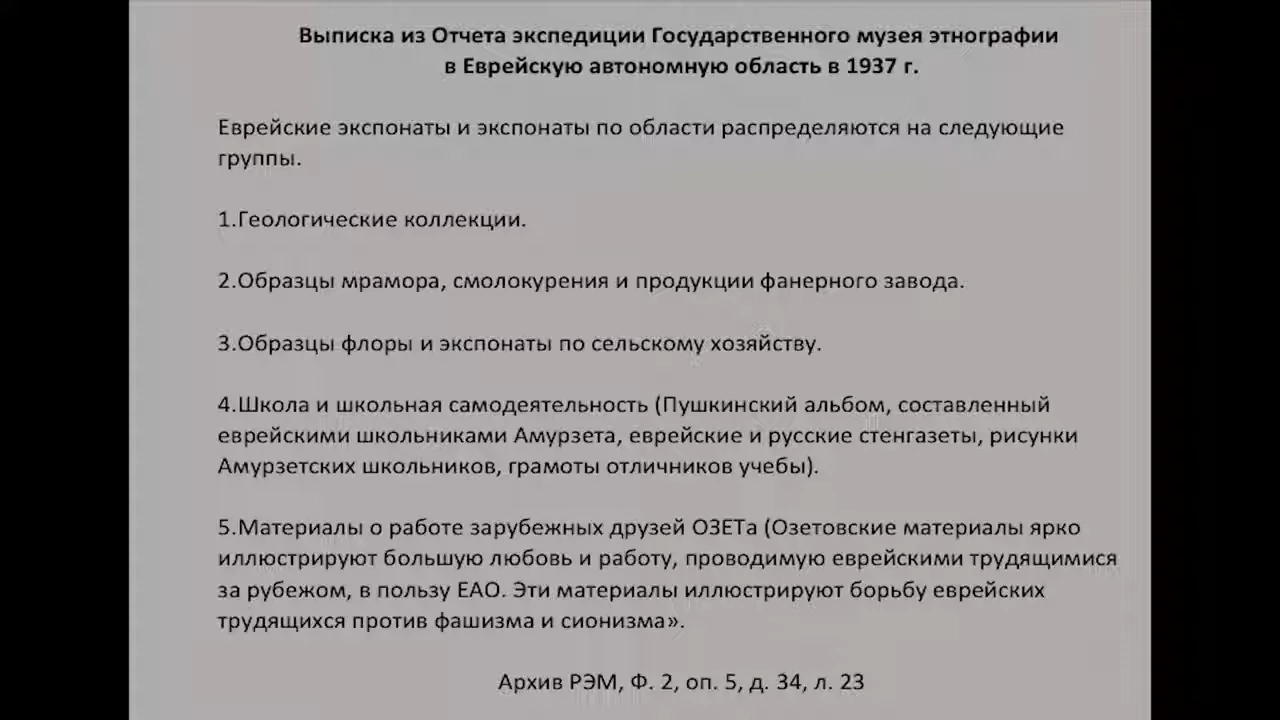 Выписка из Отчета экспедиции Государственного музея этнографии
в Еврейскую автономную область в 1937 г.
Еврейские экспонаты и экспонаты по области распределяются на следующие
группы.
1.Геологические коллекции.
2.Образцы мрамора, смолокурения и продукции фанерного завода.
3.Образцы флоры и экспонаты по сельскому хозяйству.
4.Школа и школьная самодеятельность (Пушкинский альбом, составленный
еврейскими школьниками Амурзета, еврейские и русские стенгазеты, рисунки
Амурзетских школьников, грамоты отличников учебы).
5.Материалы о работе зарубежных друзей ОЗЕТа (Озетовские материалы ярко
иллюстрируют большую любовь и работу, проводимую еврейскими трудящимися
за рубежом, в пользу ЕАО. Эти материалы иллюстрируют борьбу еврейских
трудящихся против фашизма и сионизма».
Архив РЭМ, Ф. 2, оп. 5, д. 34, л. 23